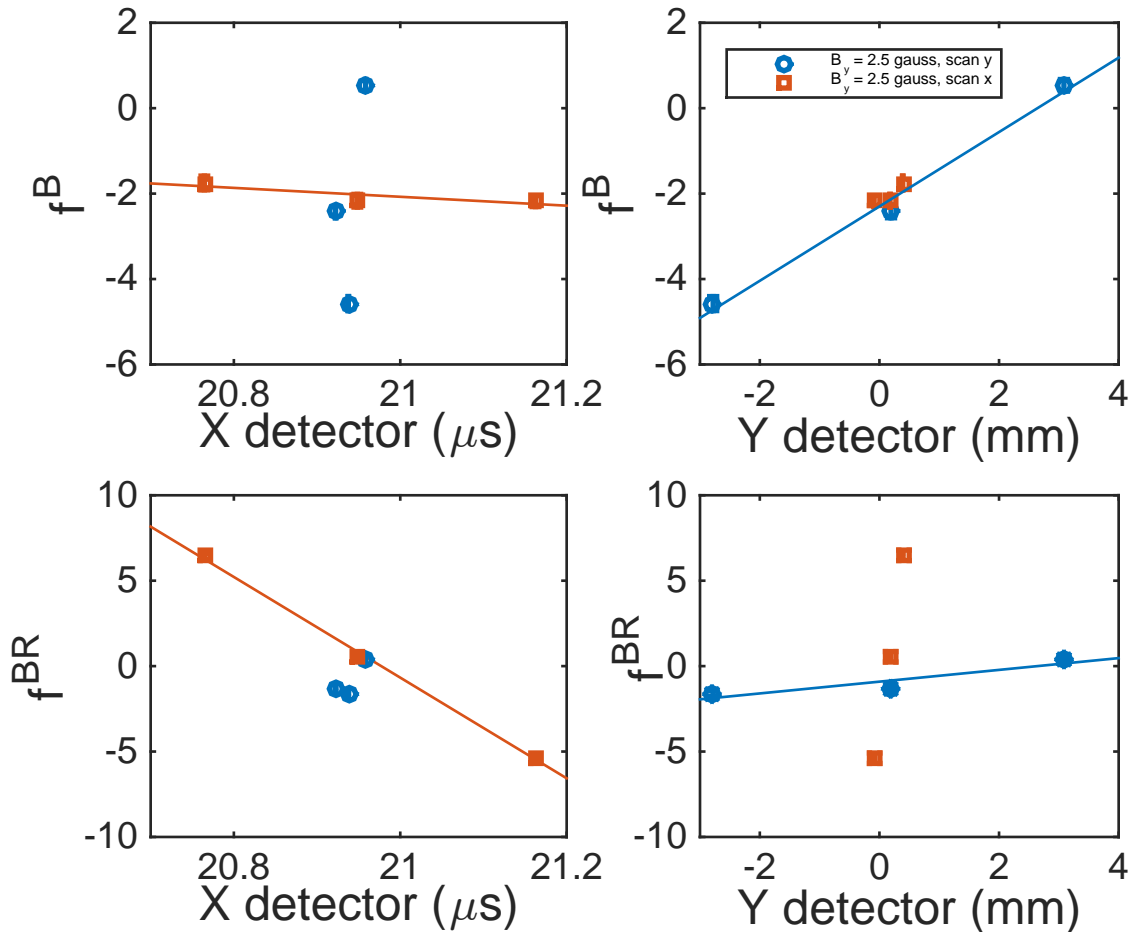 2
0
-2
-4
-6
f^B
20.8 21 21.2
X detector (μs)
2
0
-2
-4
-6
f^B
B_y = 2.5 gauss, scan y
B_y = 2.5 gauss, scan x
-2 0 2 4
Y detector (mm)
10
5
0
-5
-10
f^BR
20.8 21 21.2
X detector (μs)
10
5
0
-5
-10
f^BR
-2 0 2 4
Y detector (mm)